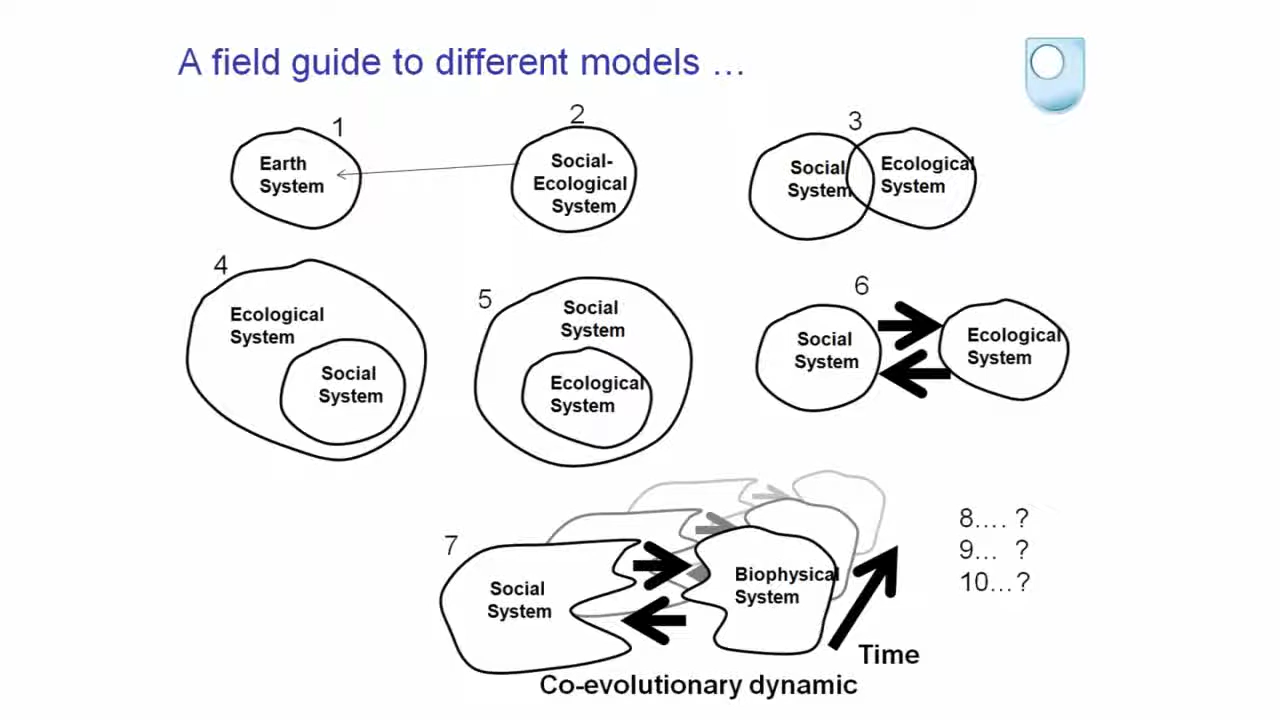 A field guide to different models ...
1
Earth
System
2
Social-
Ecological
System
3
Social
System
Ecological
System
4
Ecological
System
Social
System
5
Social
System
Ecological
System
6
Social
System
Ecological
System
7
Social
System
Biophysical
System
Time
Co-evolutionary dynamic
8.... ?
9... ?
10...?